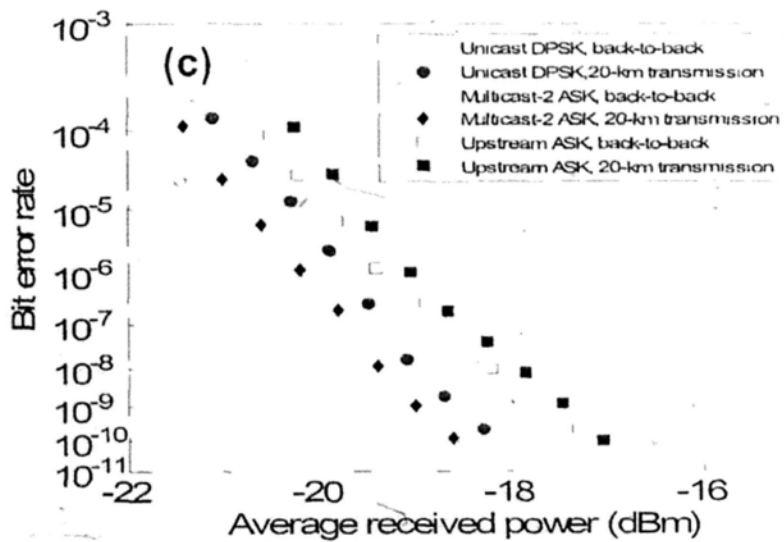 (c)
Unicast DPSK, back-to-back
Unicast DPSK,20-km transmission
Multicast-2 ASK, back-to-back
Multicast-2 ASK, 20-km transmission
Upstream ASK, back-to-back
Upstream ASK, 20-km transmission
Bit error rate
10⁻³
10⁻⁴
10⁻⁵
10⁻⁶
10⁻⁷
10⁻⁸
10⁻⁹
10⁻¹⁰
10⁻¹¹
-22 -20 -18 -16
Average received power (dBm)